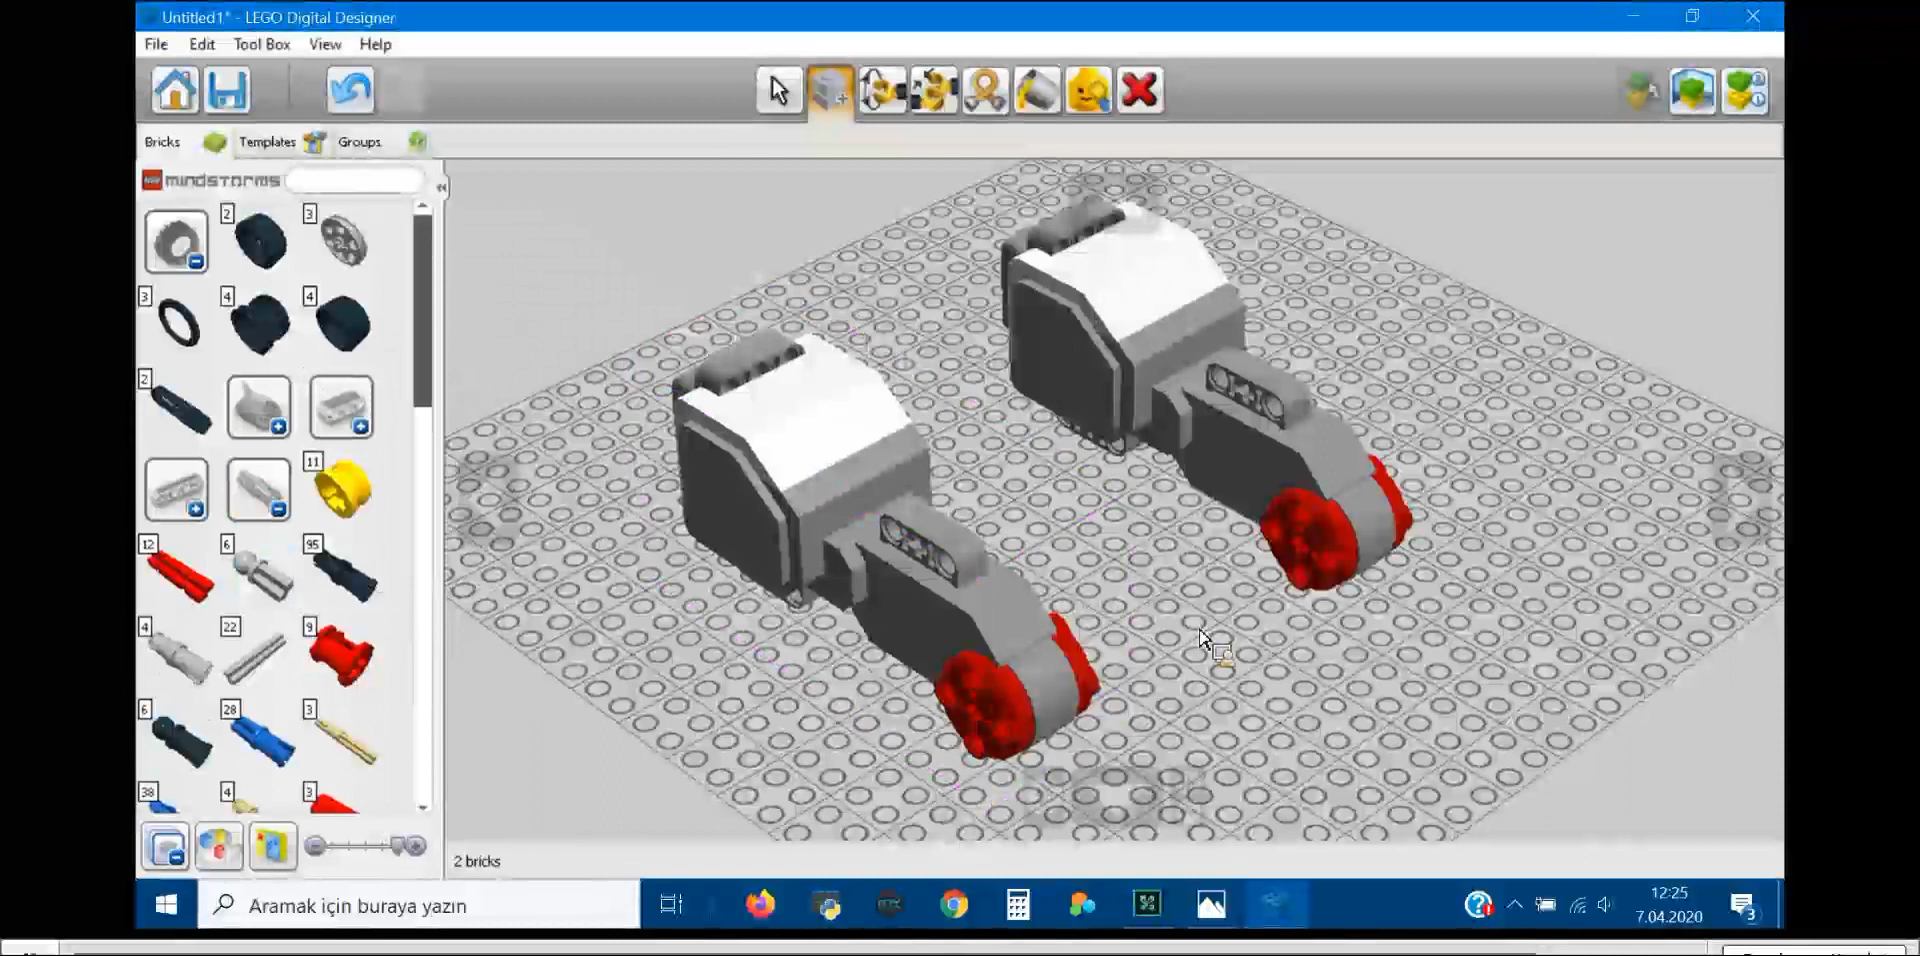 Untitled1* - LEGO Digital Designer
File Edit Tool Box View Help
Bricks Templates Groups
mindstorms
2 3
3 4 4
2
11
12 6 95
4 22 9
6 28 3
38 4 3
2 bricks
Aramak için buraya yazın
12:25
7.04.2020
3